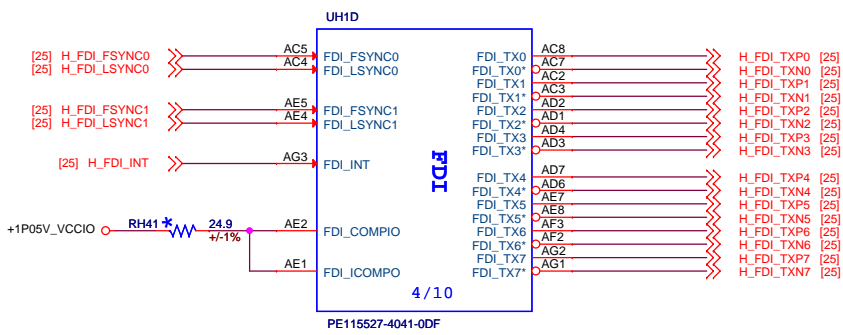 UH1D
[25] H_FDI_FSYNC0 AC5 FDI_FSYNC0 FDI_TX0 AC8 H_FDI_TXP0 [25]
[25] H_FDI_LSYNC0 AC4 FDI_LSYNC0 FDI_TX0* AC7 H_FDI_TXN0 [25]
FDI_TX1 AC2 H_FDI_TXP1 [25]
FDI_TX1* AC3 H_FDI_TXN1 [25]
[25] H_FDI_FSYNC1 AE5 FDI_FSYNC1 FDI_TX2 AD2 H_FDI_TXP2 [25]
[25] H_FDI_LSYNC1 AE4 FDI_LSYNC1 FDI_TX2* AD1 H_FDI_TXN2 [25]
FDI_TX3 AD4 H_FDI_TXP3 [25]
FDI_TX3* AD3 H_FDI_TXN3 [25]
[25] H_FDI_INT AG3 FDI_INT
FDI
FDI_TX4 AD7 H_FDI_TXP4 [25]
FDI_TX4* AD6 H_FDI_TXN4 [25]
FDI_TX5 AE7 H_FDI_TXP5 [25]
FDI_TX5* AE8 H_FDI_TXN5 [25]
+1P05V_VCCIO RH41 * 24.9 +/-1% AE2 FDI_COMPIO FDI_TX6 AF3 H_FDI_TXP6 [25]
FDI_TX6* AF2 H_FDI_TXN6 [25]
FDI_TX7 AG2 H_FDI_TXP7 [25]
AE1 FDI_ICOMPO FDI_TX7* AG1 H_FDI_TXN7 [25]
4/10
PE115527-4041-0DF